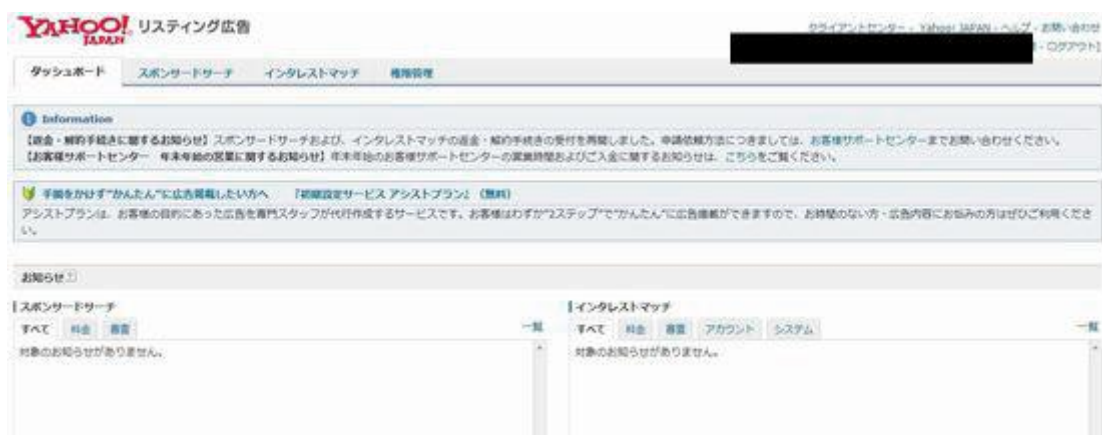 YAHOO! JAPAN リスティング広告
クライアントセンター - Yahoo! JAPAN - ヘルプ - お問い合わせ
- ログアウト]
ダッシュボード スポンサードサーチ インタレストマッチ 権限管理
Information
【返金・解約手続きに関するお知らせ】スポンサードサーチおよび、インタレストマッチの返金・解約手続きの受付を再開しました。申請依頼方法につきましては、お客様サポートセンターまでお問い合わせください。
【お客様サポートセンター 年末年始の営業に関するお知らせ】年末年始のお客様サポートセンターの営業時間およびご入金に関するお知らせは、こちらをご覧ください。
手間をかけず"かんたん"に広告掲載したい方へ 『初期設定サービス アシストプラン』（無料）
アシストプランは、お客様の目的にあった広告を専門スタッフが代行作成するサービスです。お客様はわずか"2ステップ"で"かんたん"に広告掲載ができますので、お時間のない方・広告内容にお悩みの方はぜひご利用くださ
い。
お知らせ
スポンサードサーチ
すべて 料金 審査 一覧
対象のお知らせがありません。
インタレストマッチ
すべて 料金 審査 アカウント システム 一覧
対象のお知らせがありません。